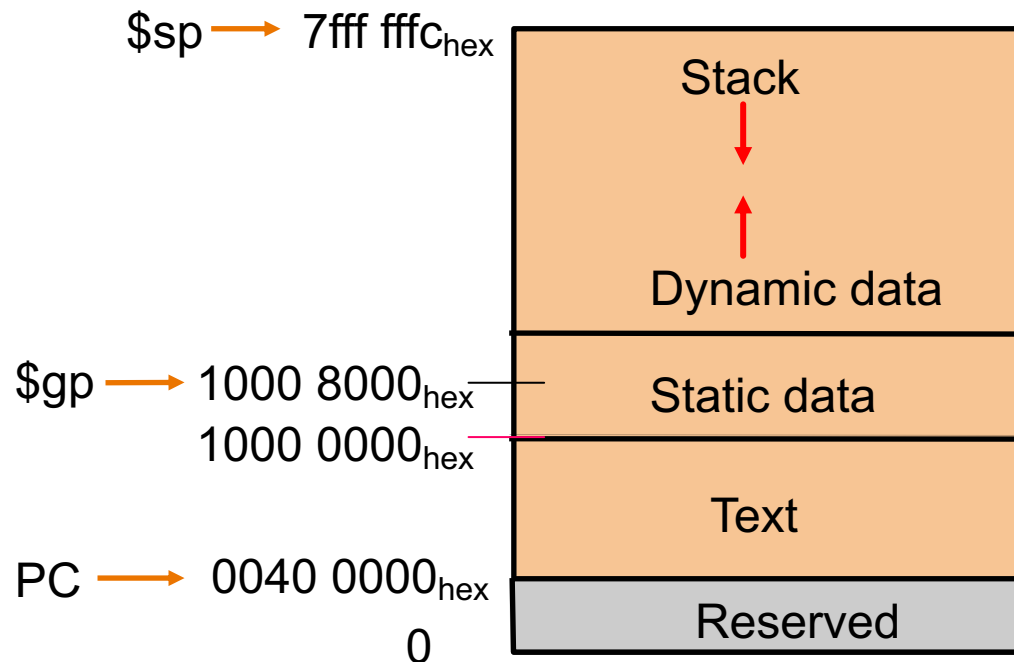 $sp 7fff fffchex
Stack
Dynamic data
$gp 1000 8000hex
Static data
1000 0000hex
Text
PC 0040 0000hex
Reserved
0